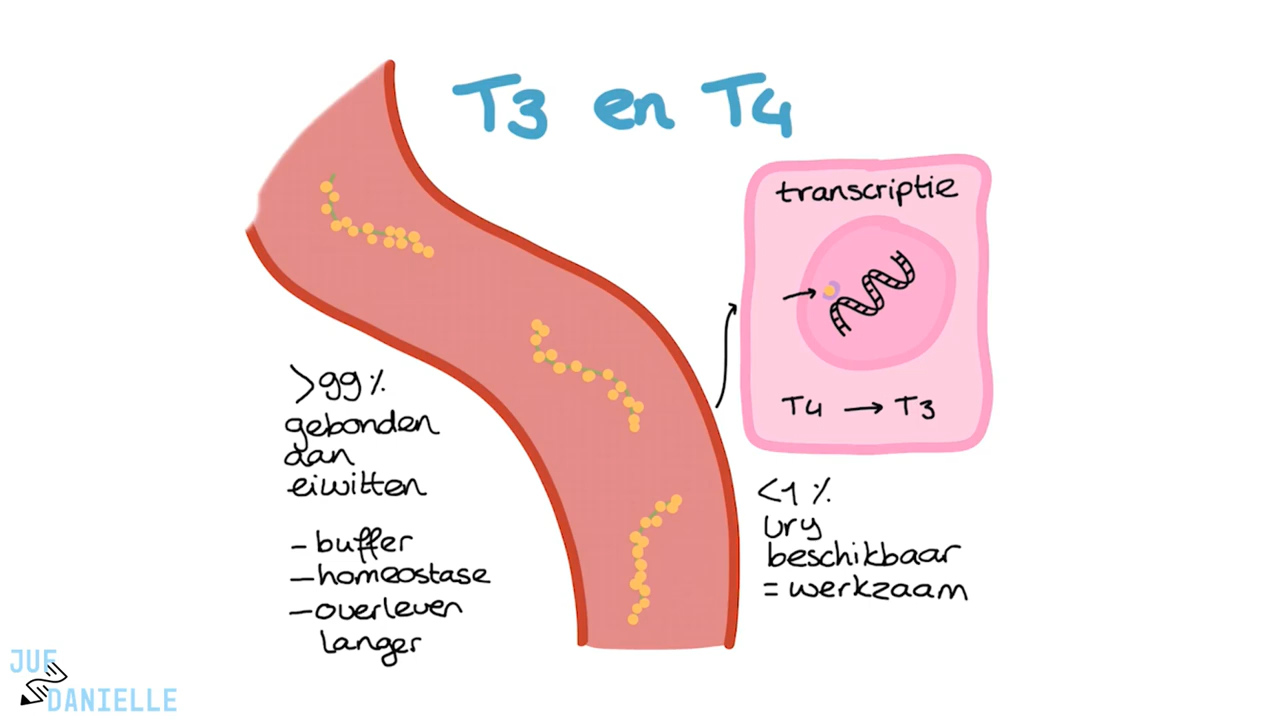 T3 en T4
transcriptie
T4 → T3
>99%
gebonden
aan
eiwitten
- buffer
- homeostase
- overleven
langer
<1%
vrij
beschikbaar
= werkzaam
JUF
DANIELLE